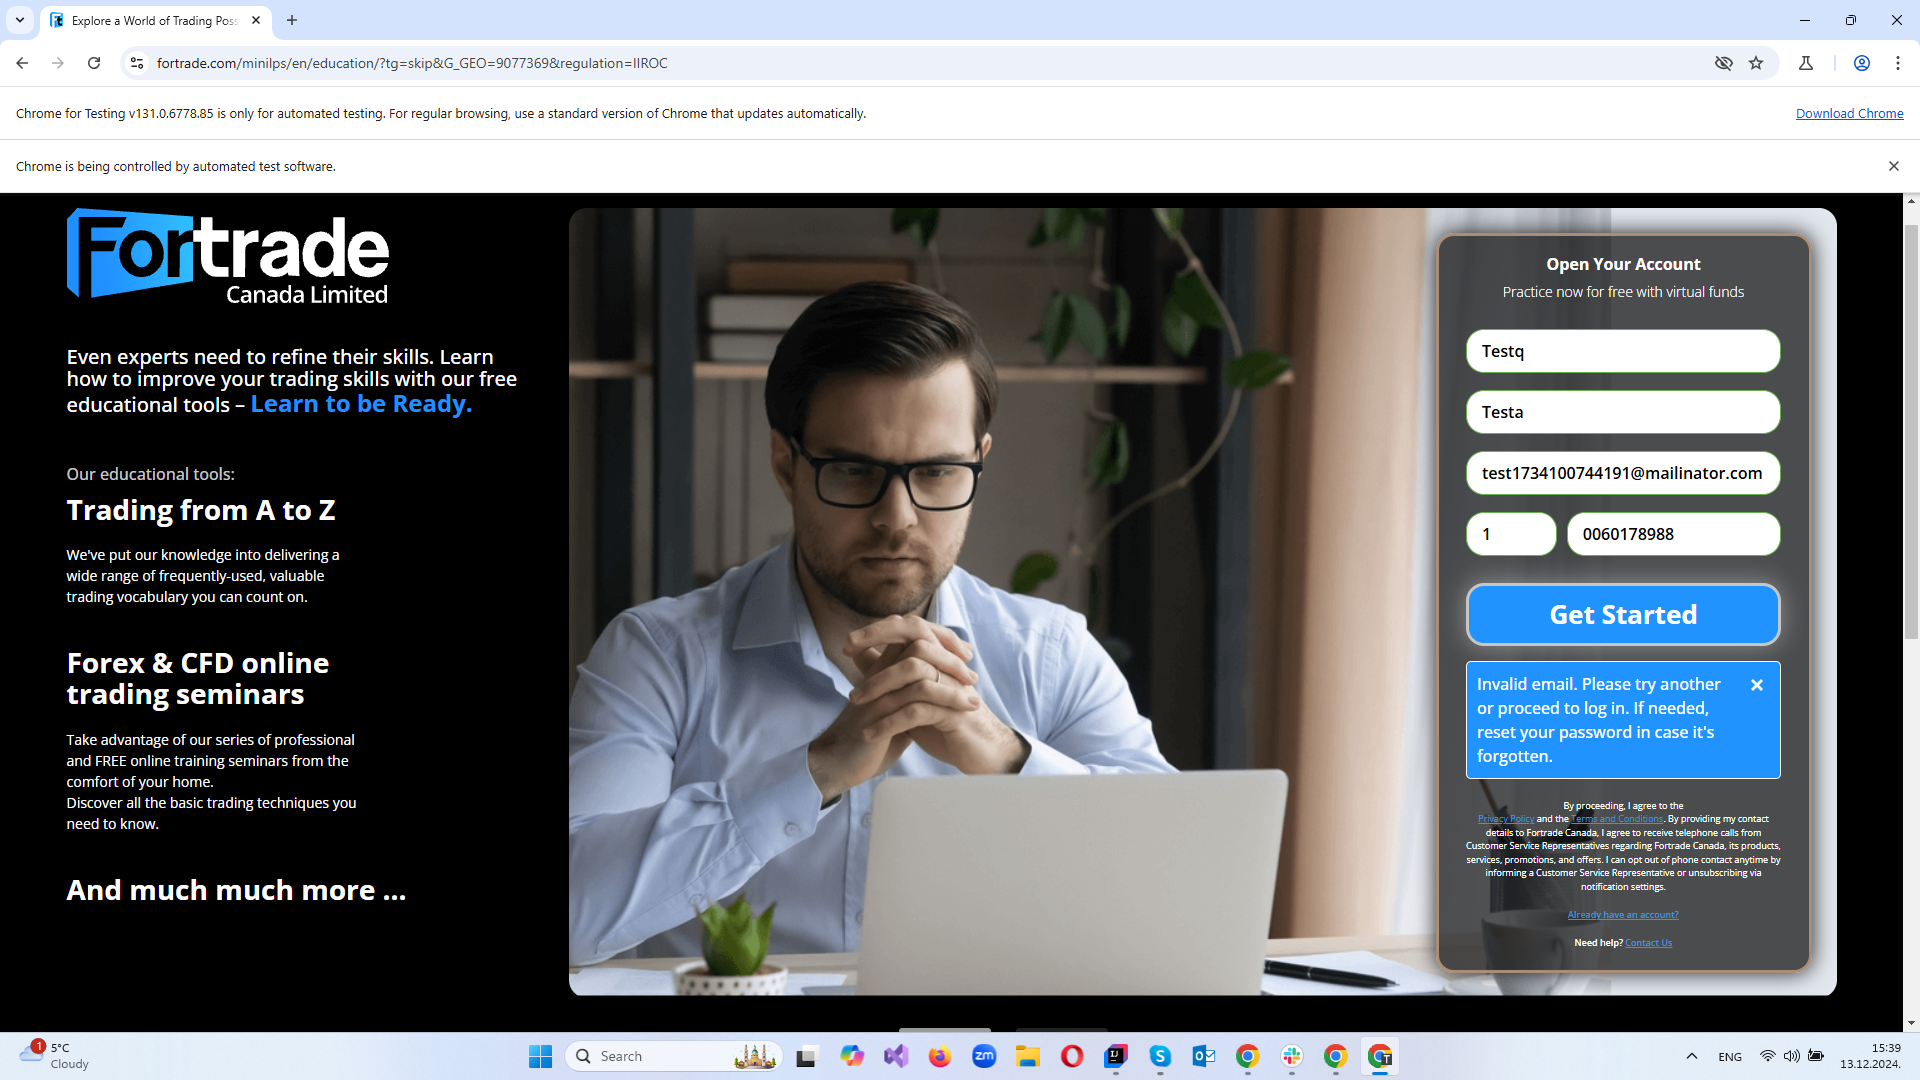 Explore a World of Trading Poss
fortrade.com/minilps/en/education/?tg=skip&G_GEO=9077369&regulation=IIROC
Chrome for Testing v131.0.6778.85 is only for automated testing. For regular browsing, use a standard version of Chrome that updates automatically.
Download Chrome
Chrome is being controlled by automated test software.
Fortrade
Canada Limited
Even experts need to refine their skills. Learn
how to improve your trading skills with our free
educational tools – Learn to be Ready.
Our educational tools:
Trading from A to Z
We've put our knowledge into delivering a
wide range of frequently-used, valuable
trading vocabulary you can count on.
Forex & CFD online
trading seminars
Take advantage of our series of professional
and FREE online training seminars from the
comfort of your home.
Discover all the basic trading techniques you
need to know.
And much much more ...
Open Your Account
Practice now for free with virtual funds
Testq
Testa
test1734100744191@mailinator.com
1
0060178988
Get Started
Invalid email. Please try another
or proceed to log in. If needed,
reset your password in case it's
forgotten.
By proceeding, I agree to the
Privacy Policy and the Terms and Conditions. By providing my contact
details to Fortrade Canada, I agree to receive telephone calls from
Customer Service Representatives regarding Fortrade Canada, its products,
services, promotions, and offers. I can opt out of phone contact anytime by
informing a Customer Service Representative or unsubscribing via
notification settings.
Already have an account?
Need help? Contact Us
1
5°C
Cloudy
Search
zm
ENG
15:39
13.12.2024.